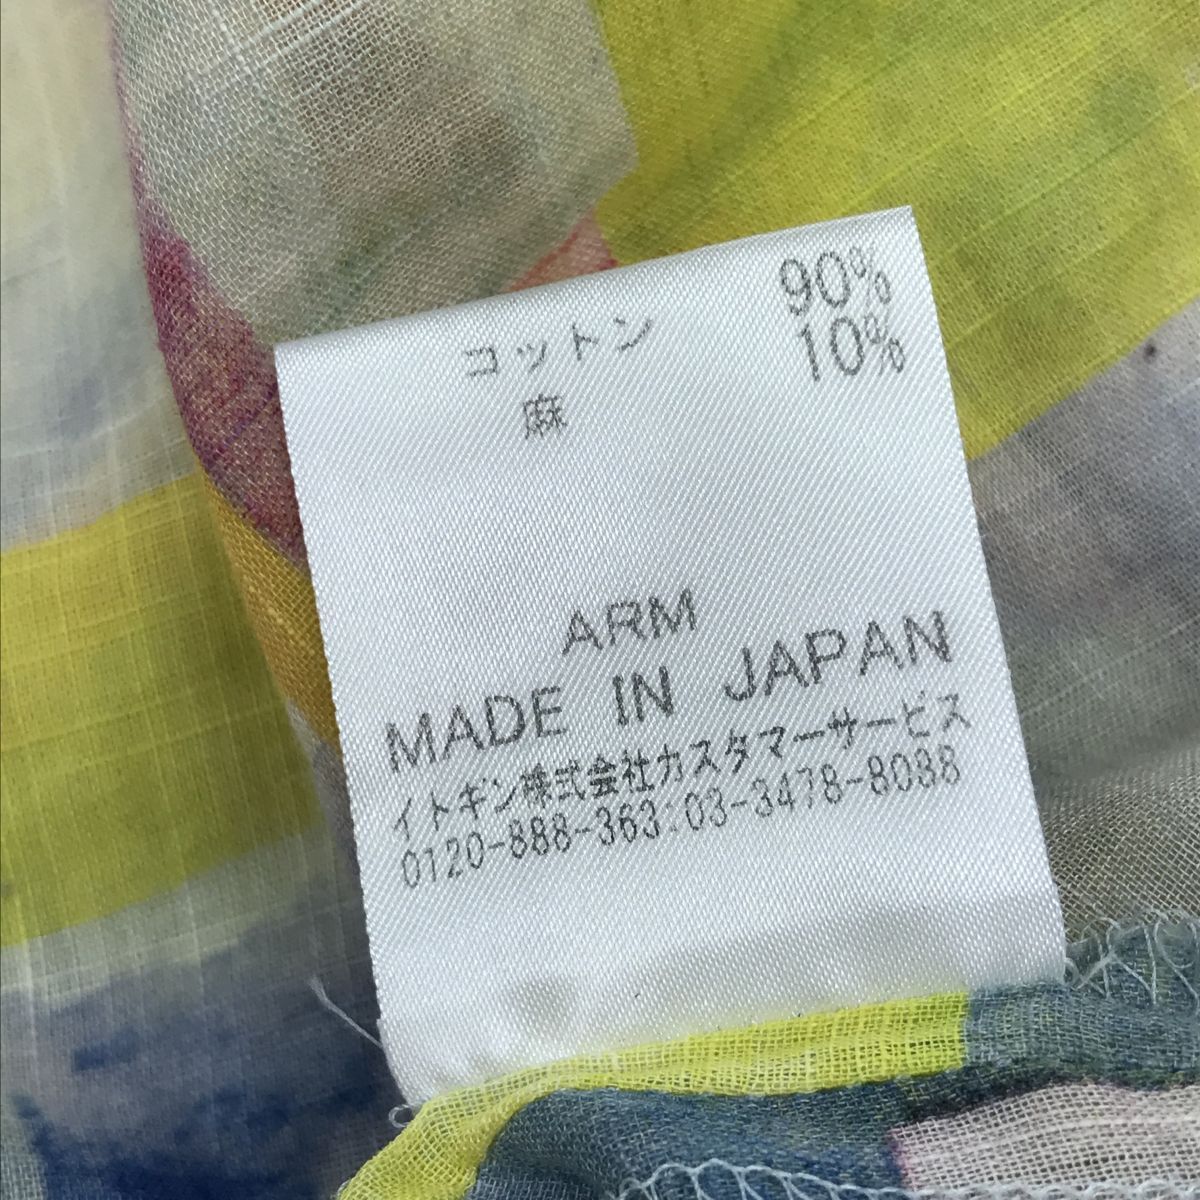 コットン 90%
麻 10%
ARM
MADE IN JAPAN
イトキン株式会社カスタマーサービス
0120-888-363:03-3478-8088